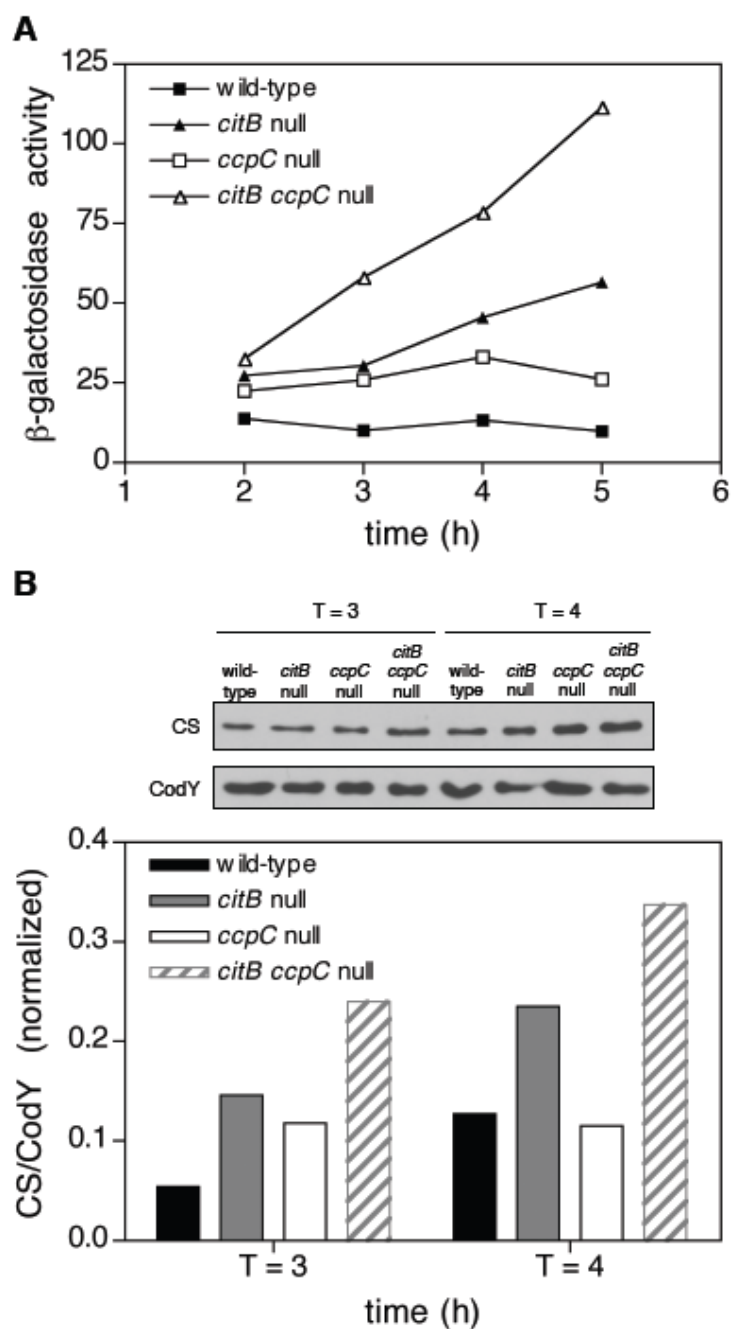 A
125
100
75
50
25
0
β-galactosidase activity
wild-type
citB null
ccpC null
citB ccpC null
1 2 3 4 5 6
time (h)
B
T = 3 T = 4
wild-type citB null ccpC null citB ccpC null wild-type citB null ccpC null citB ccpC null
CS
CodY
0.4
0.3
0.2
0.1
0.0
CS/CodY (normalized)
wild-type
citB null
ccpC null
citB ccpC null
T = 3 T = 4
time (h)